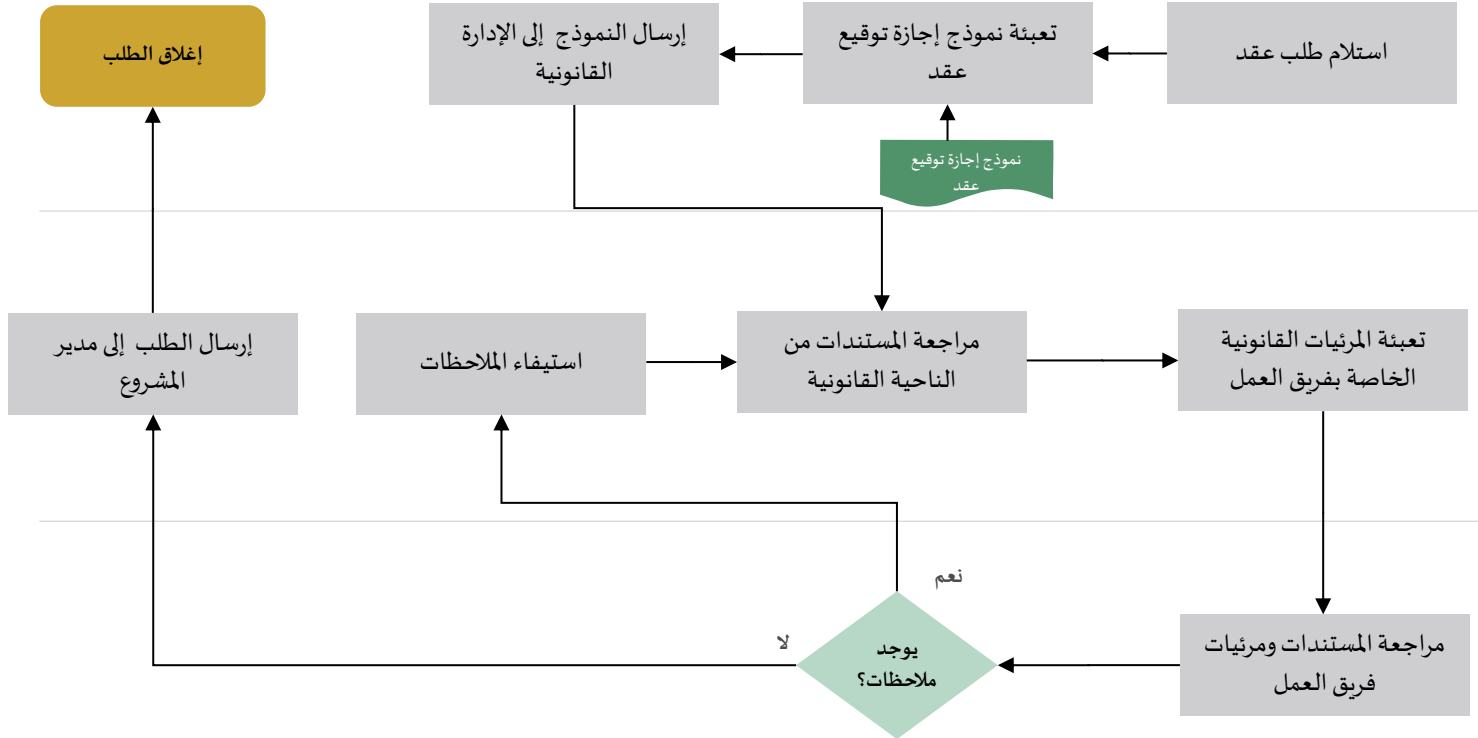 استلام طلب عقد
تعبئة نموذج إجازة توقيع
عقد
إرسال النموذج إلى الإدارة
القانونية
إغلاق الطلب
نموذج إجازة توقيع
عقد
تعبئة المرئيات القانونية
الخاصة بفريق العمل
مراجعة المستندات من
الناحية القانونية
استيفاء الملاحظات
إرسال الطلب إلى مدير
المشروع
نعم
لا
مراجعة المستندات ومرئيات
فريق العمل
يوجد
ملاحظات؟